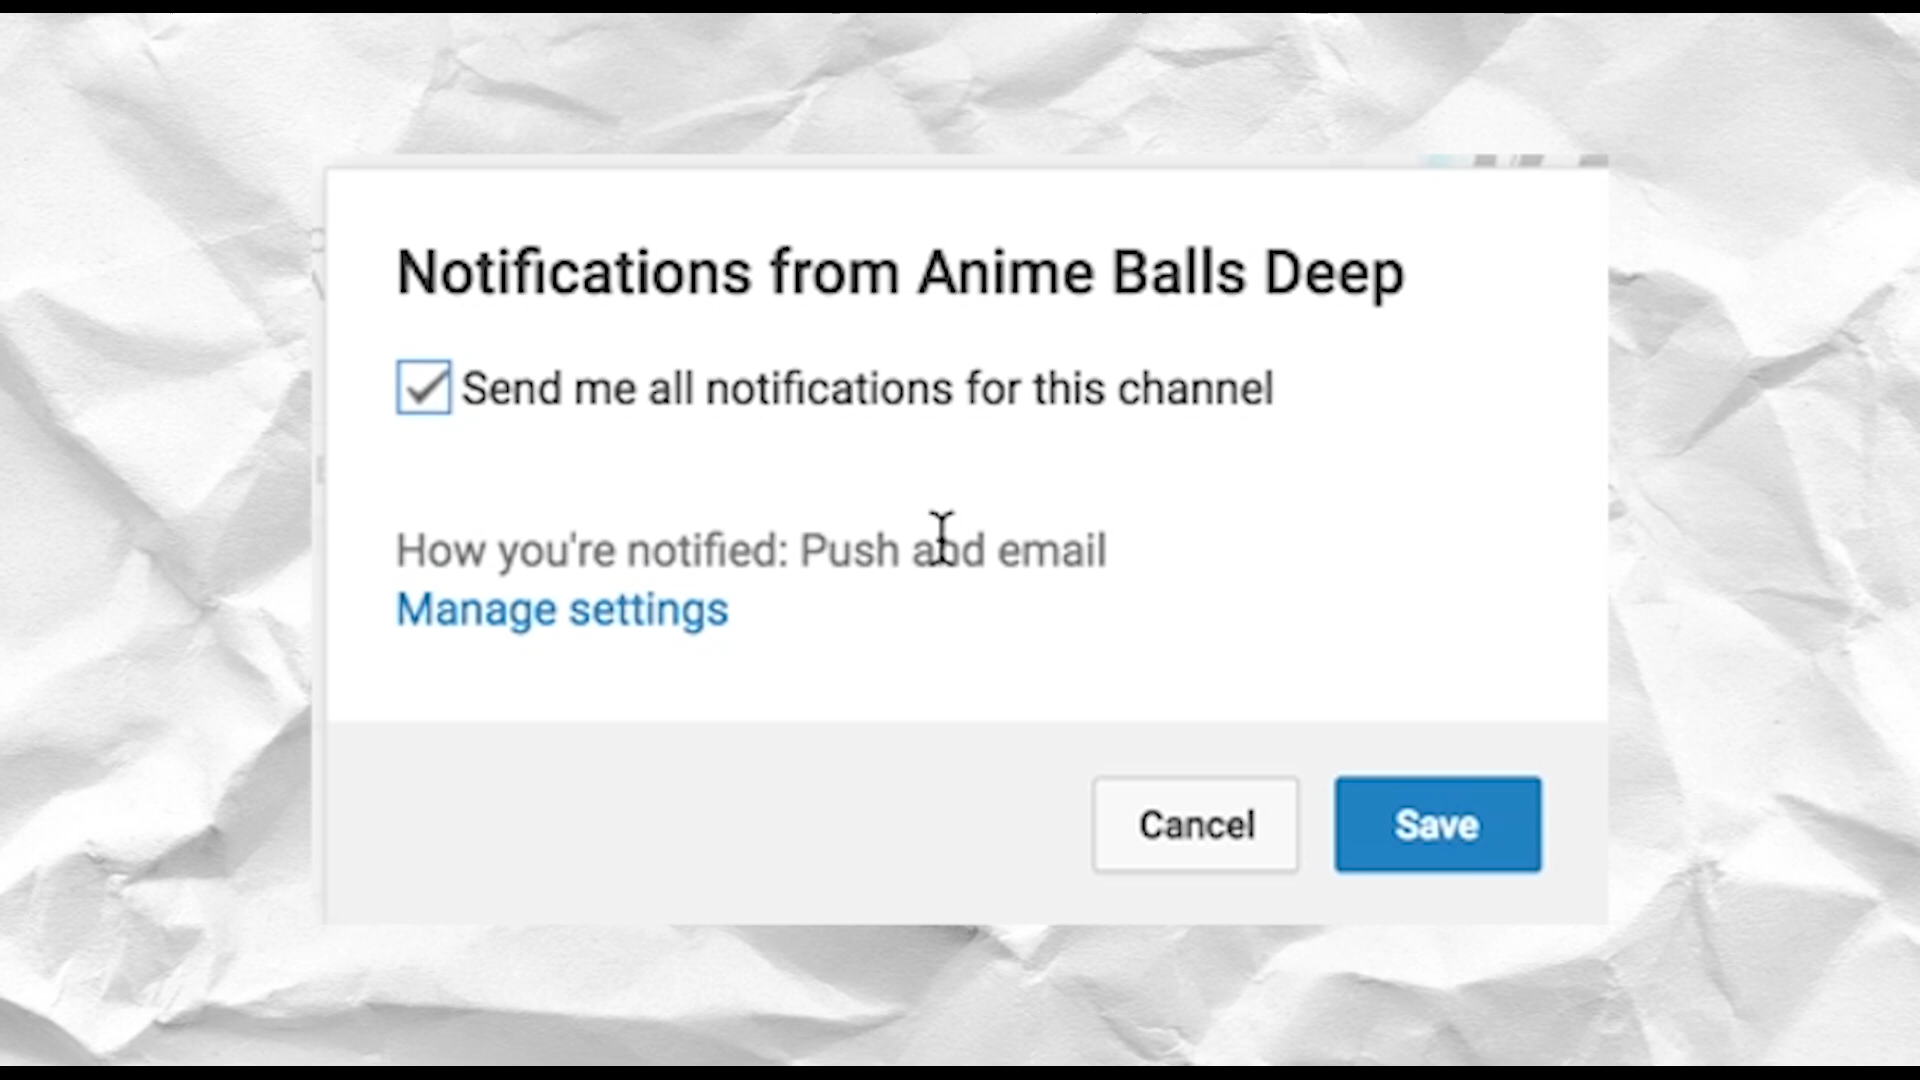 Notifications from Anime Balls Deep
Send me all notifications for this channel
How you're notified: Push and email
Manage settings
Cancel
Save